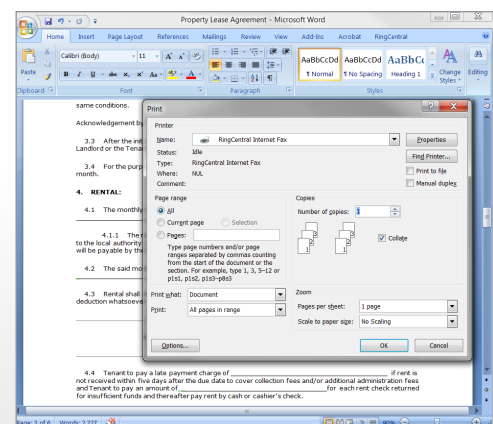 Property Lease Agreement - Microsoft Word
Home Insert Page Layout References Mailings Review View Add-Ins Acrobat RingCentral
Calibri (Body) 11
Paste
B I U abe x, x² Aa A
AaBbCcDd AaBbCcDd AaBbCc
¶ Normal ¶ No Spacing Heading 1
Change Styles
Editing
Clipboard Font Paragraph Styles
same conditions.
Acknowledgement by
3.3 After the init
Landlord or the Tena
3.4 For the purp
month.
4. RENTAL:
4.1 The monthly
4.1.1 The r
to the local authority
will be payable by the
4.2 The said mo
4.3 Rental shall
deduction whatsoeve
Print
Printer
Name: RingCentral Internet Fax
Properties
Status: Idle
Find Printer...
Type: RingCentral Internet Fax
Where: NUL
Print to file
Comment:
Manual duplex
Page range
All
Current page Selection
Pages:
Type page numbers and/or page
ranges separated by commas counting
from the start of the document or the
section. For example, type 1, 3, 5–12 or
p1s1, p1s2, p1s3–p8s3
Copies
Number of copies: 1
Collate
Print what: Document
Print: All pages in range
Zoom
Pages per sheet: 1 page
Scale to paper size: No Scaling
Options...
OK Cancel
4.4 Tenant to pay a late payment charge of if rent is
not received within five days after the due date to cover collection fees and/or additional administration fees
and Tenant to pay an amount of for each rent check returned
for insufficient funds and thereafter pay rent by cash or cashier's check.
Page: 1 of 6 Words: 2,227 90%